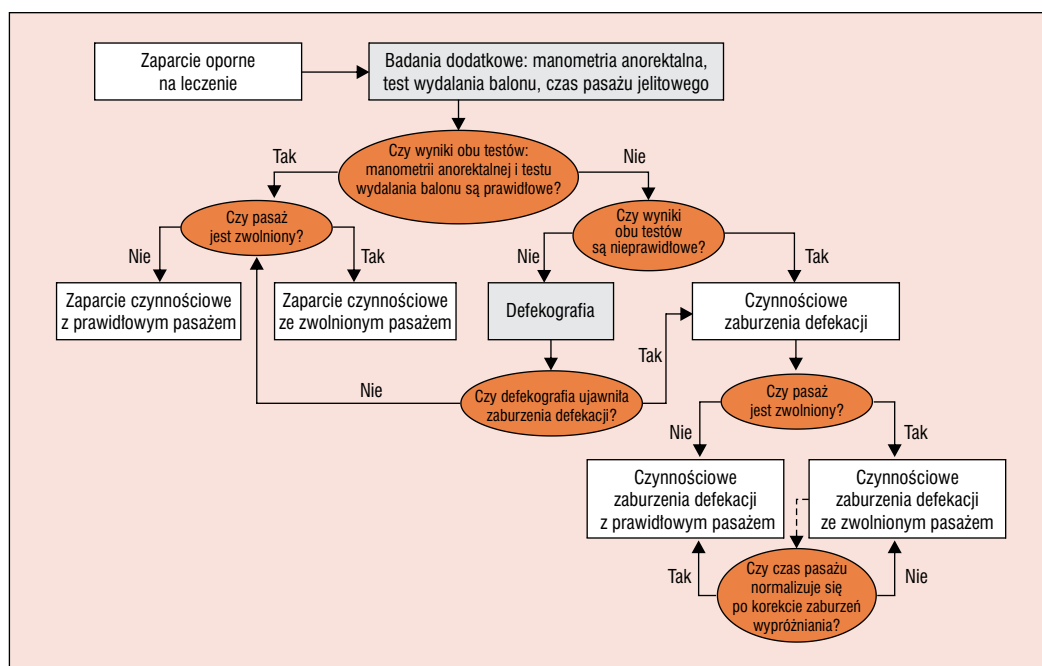 Zaparcie oporne
na leczenie
Badania dodatkowe: manometria anorektalna,
test wydalania balonu, czas pasażu jelitowego
Czy wyniki obu testów:
manometrii anorektalnej i testu
wydalania balonu są prawidłowe?
Tak
Nie
Czy pasaż
jest zwolniony?
Czy wyniki
obu testów
są nieprawidłowe?
Nie
Tak
Nie
Tak
Zaparcie czynnościowe
z prawidłowym pasażem
Zaparcie czynnościowe
ze zwolnionym pasażem
Defekografia
Czynnościowe
zaburzenia defekacji
Nie
Tak
Czy defekografia ujawniła
zaburzenia defekacji?
Czy pasaż
jest zwolniony?
Nie
Tak
Czynnościowe
zaburzenia defekacji
z prawidłowym pasażem
Czynnościowe
zaburzenia defekacji
ze zwolnionym pasażem
Tak
Czy czas pasażu
normalizuje się
po korekcie zaburzeń
wypróżniania?
Nie